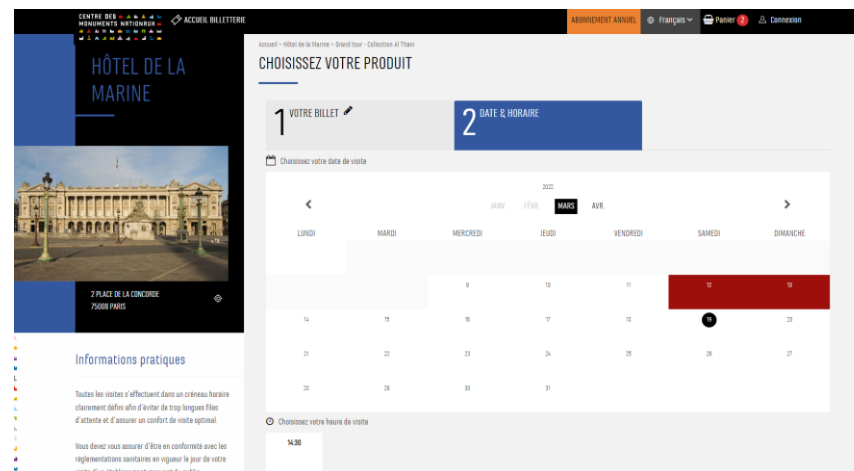 CENTRE DES
MONUMENTS NATIONAUX
ACCUEIL BILLETTERIE
ABONNEMENT ANNUEL
Français
Panier 2
Connexion
HÔTEL DE LA
MARINE
2 PLACE DE LA CONCORDE
75008 PARIS
Informations pratiques
Toutes les visites s'effectuent dans un créneau horaire
clairement défini afin d'éviter de trop longues files
d'attente et d'assurer un confort de visite optimal.
Vous devez vous assurer d'être en conformité avec les
réglementations sanitaires en vigueur le jour de votre
Accueil - Hôtel de la Marine - Grand tour - Collection Al Thani
CHOISISSEZ VOTRE PRODUIT
1 VOTRE BILLET
2 DATE & HORAIRE
Choisissez votre date de visite
2022
JANV. FÉVR. MARS AVR.
LUNDI MARDI MERCREDI JEUDI VENDREDI SAMEDI DIMANCHE
9 10 11 12 13
14 15 16 17 18 19 20
21 22 23 24 25 26 27
28 29 30 31
Choisissez votre heure de visite
14:30